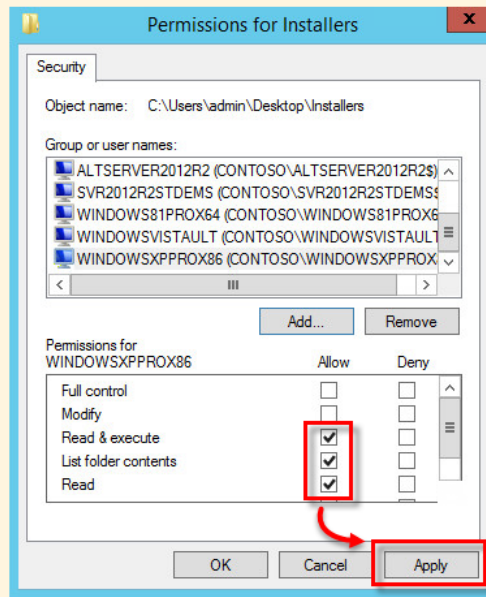 Permissions for Installers
x
Security
Object name: C:\Users\admin\Desktop\Installers
Group or user names:
ALTSERVER2012R2 (CONTOSO\ALTSERVER2012R2$)
SVR2012R2STDEMS (CONTOSO\SVR2012R2STDEMS$
WINDOWS81PROX64 (CONTOSO\WINDOWS81PROX6
WINDOWSVISTAULT (CONTOSO\WINDOWSVISTAULT
WINDOWSXPPROX86 (CONTOSO\WINDOWSXPPROX
Add... Remove
Permissions for
WINDOWSXPPROX86 Allow Deny
Full control
Modify
Read & execute
List folder contents
Read
OK Cancel Apply